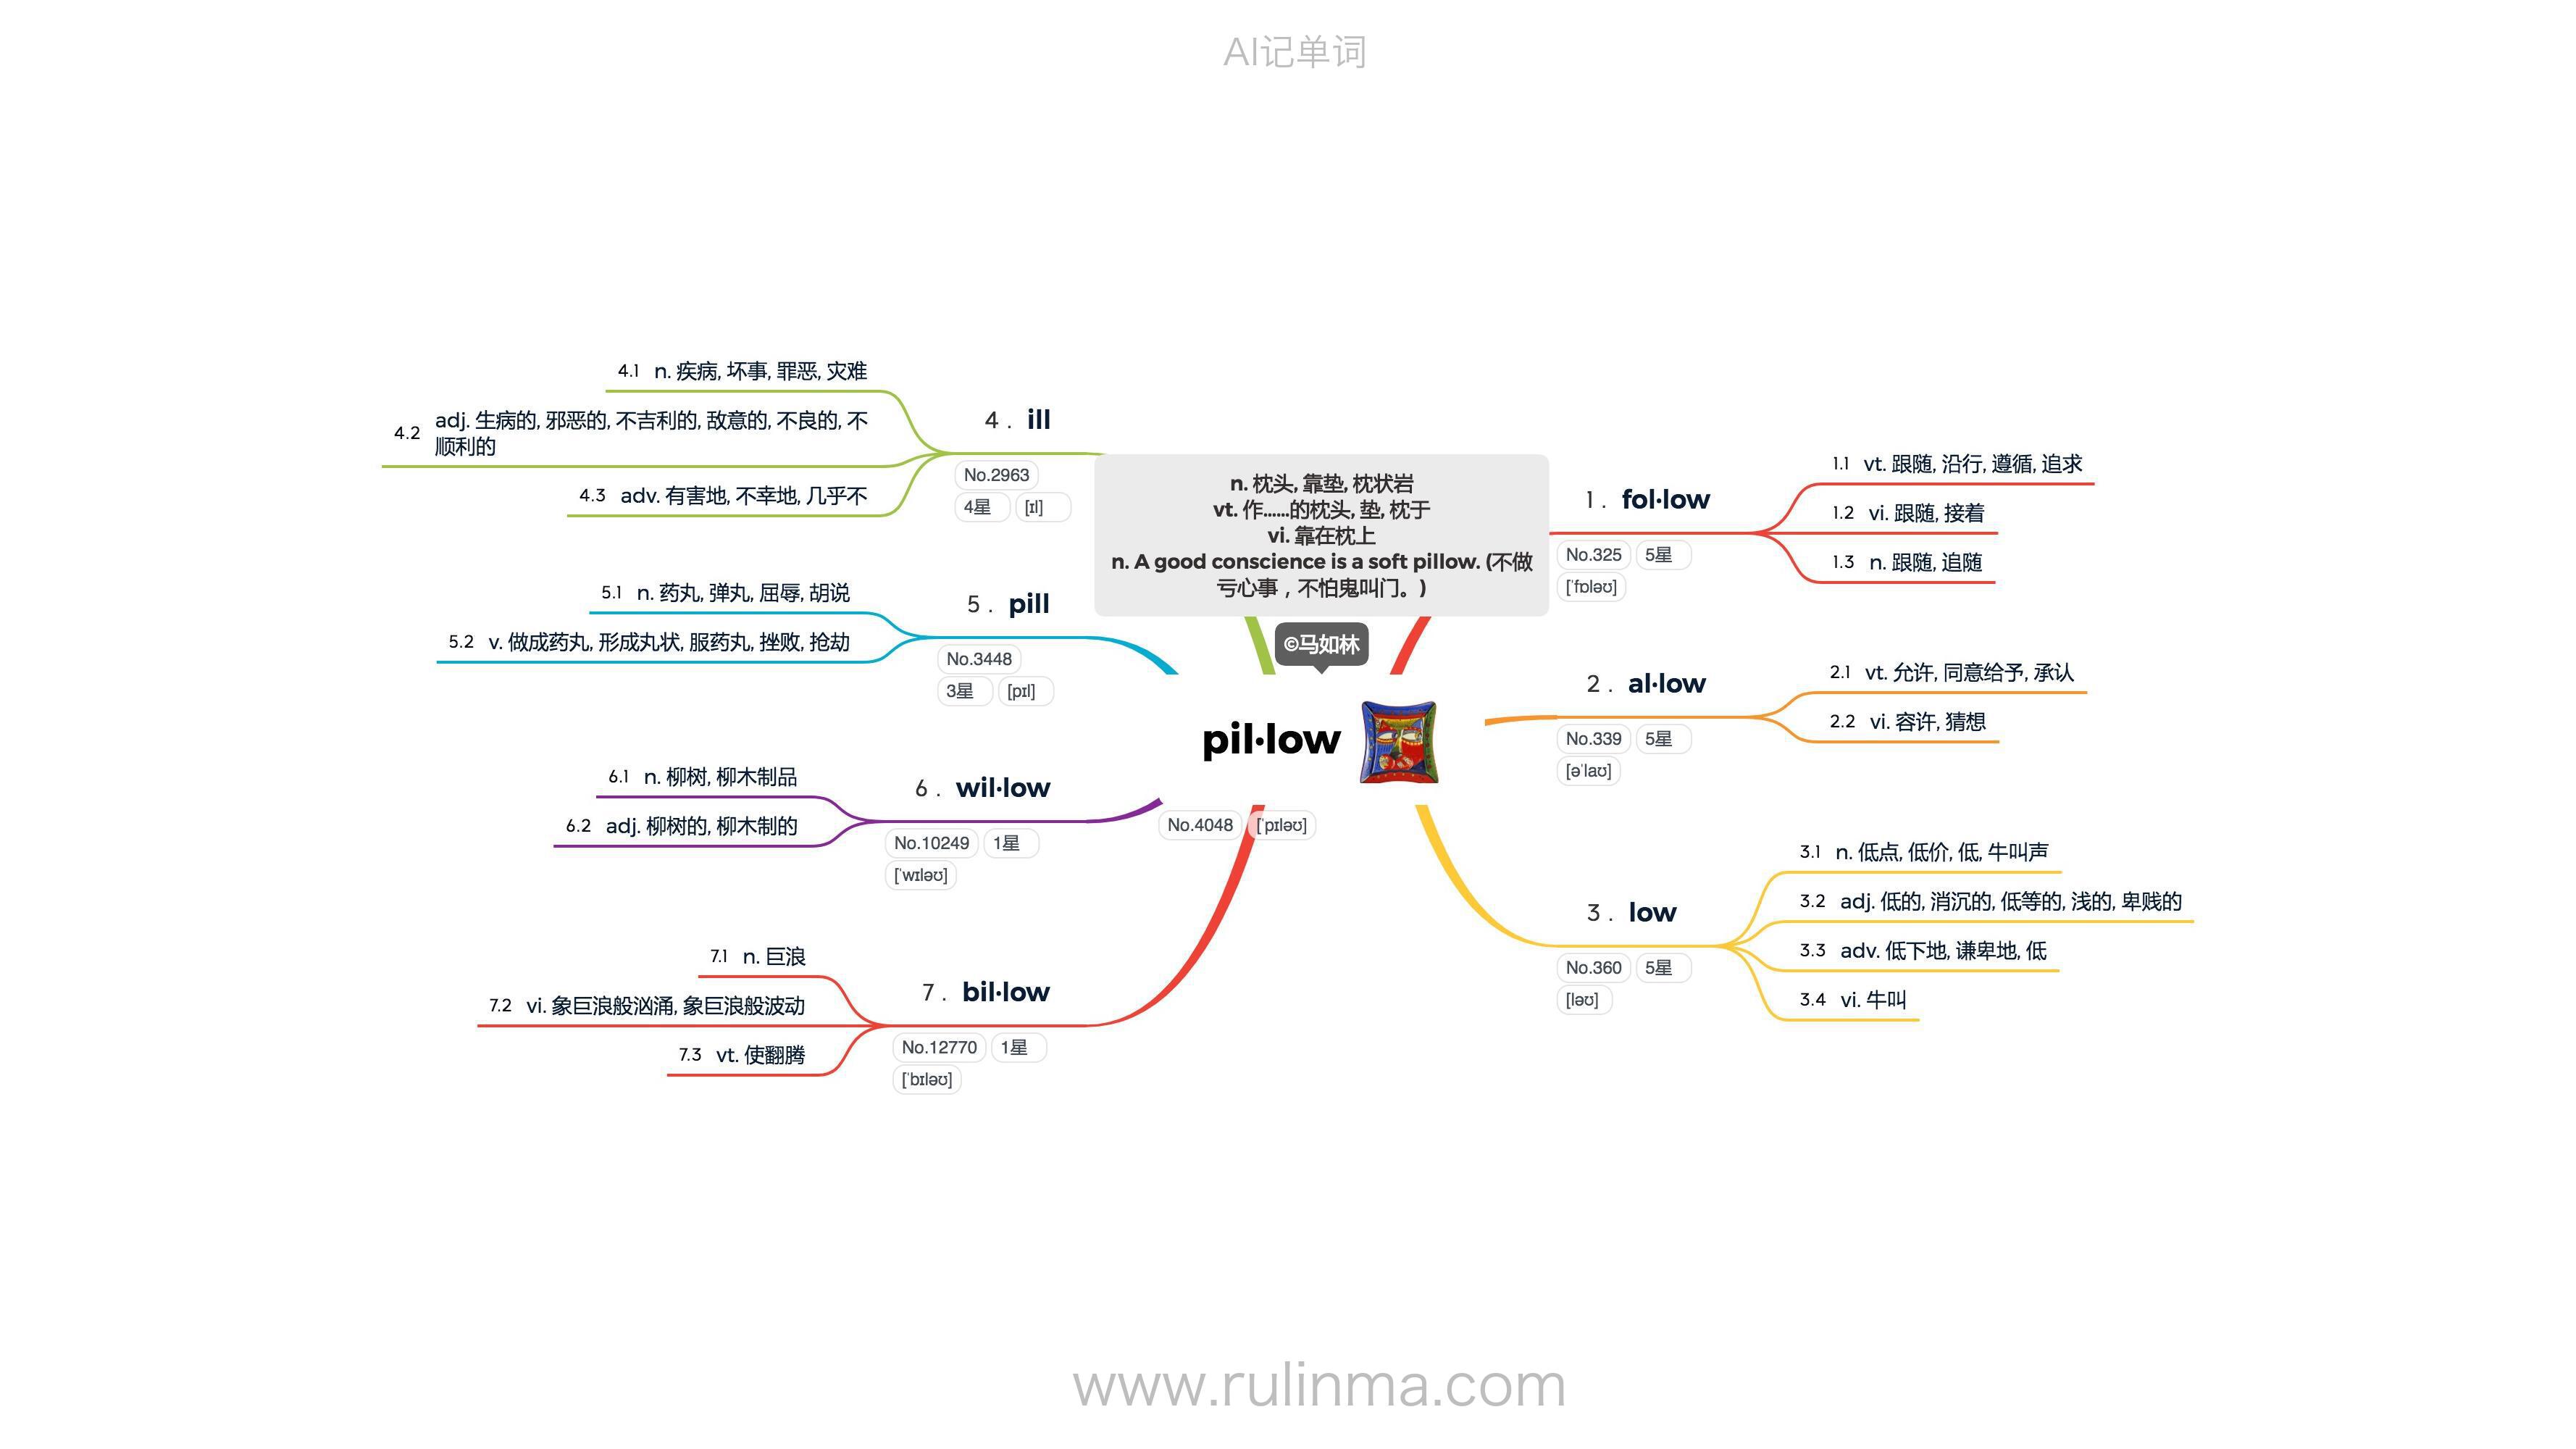 AI记单词
n. 枕头, 靠垫, 枕状岩
vt. 作......的枕头, 垫, 枕于
vi. 靠在枕上
n. A good conscience is a soft pillow. (不做
亏心事，不怕鬼叫门。)
©马如林
pil·low
No.4048 [ˈpɪləʊ]
1. fol·low
No.325 5星
[ˈfɒləʊ]
1.1 vt. 跟随, 沿行, 遵循, 追求
1.2 vi. 跟随, 接着
1.3 n. 跟随, 追随
2. al·low
No.339 5星
[əˈlaʊ]
2.1 vt. 允许, 同意给予, 承认
2.2 vi. 容许, 猜想
3. low
No.360 5星
[ləʊ]
3.1 n. 低点, 低价, 低, 牛叫声
3.2 adj. 低的, 消沉的, 低等的, 浅的, 卑贱的
3.3 adv. 低下地, 谦卑地, 低
3.4 vi. 牛叫
4. ill
No.2963
4星 [ɪl]
4.1 n. 疾病, 坏事, 罪恶, 灾难
4.2 adj. 生病的, 邪恶的, 不吉利的, 敌意的, 不良的, 不
顺利的
4.3 adv. 有害地, 不幸地, 几乎不
5. pill
No.3448
3星 [pɪl]
5.1 n. 药丸, 弹丸, 屈辱, 胡说
5.2 v. 做成药丸, 形成丸状, 服药丸, 挫败, 抢劫
6. wil·low
No.10249 1星
[ˈwɪləʊ]
6.1 n. 柳树, 柳木制品
6.2 adj. 柳树的, 柳木制的
7. bil·low
No.12770 1星
[ˈbɪləʊ]
7.1 n. 巨浪
7.2 vi. 象巨浪般汹涌, 象巨浪般波动
7.3 vt. 使翻腾
www.rulinma.com